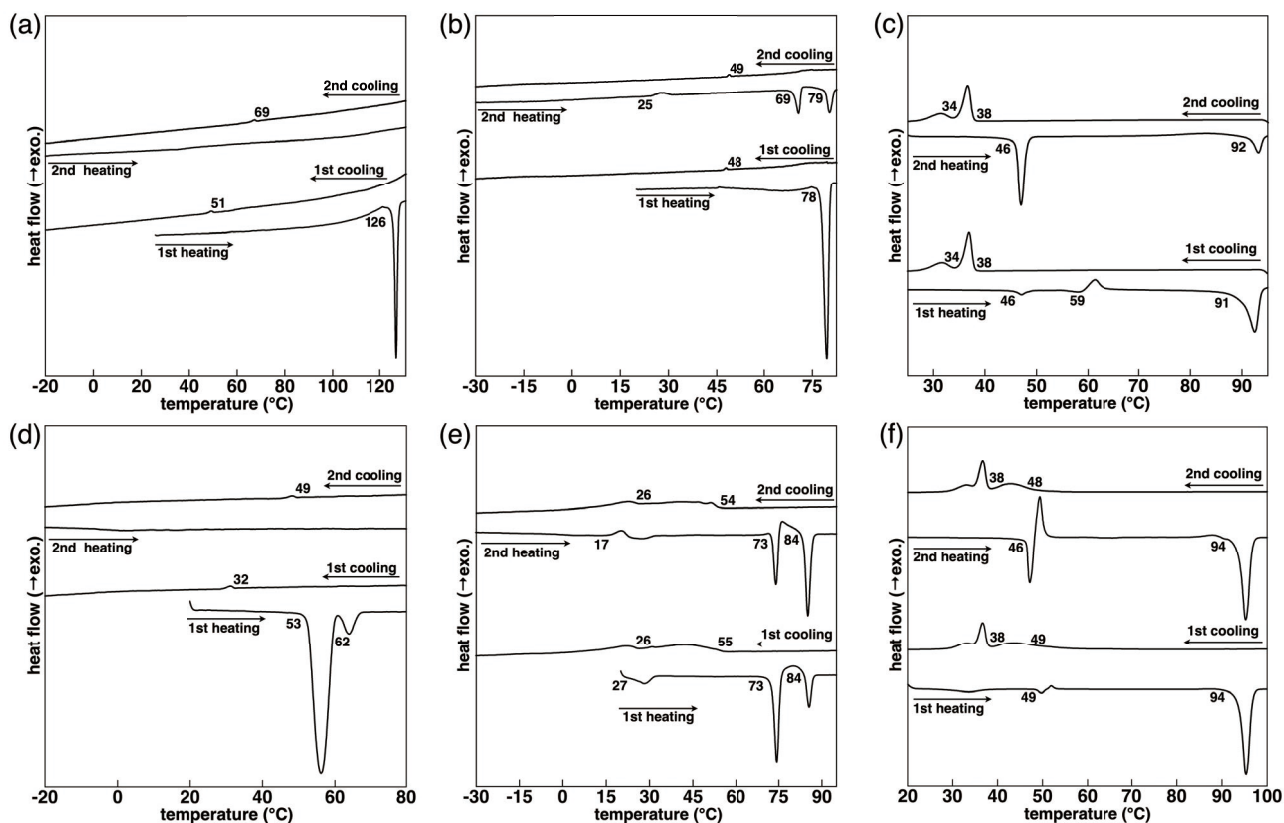 (a)
heat flow (→exo.)
2nd cooling
69
2nd heating
1st cooling
51
126
1st heating
-20 0 20 40 60 80 100 120
temperature (°C)
(b)
heat flow (→exo.)
2nd cooling
49
25 69 79
2nd heating
1st cooling
48
1st heating
78
-30 -15 0 15 30 45 60 75
temperature (°C)
(c)
heat flow (→exo.)
2nd cooling
34 38
46 92
2nd heating
1st cooling
34 38
46 59 91
1st heating
30 40 50 60 70 80 90
temperature (°C)
(d)
heat flow (→exo.)
2nd cooling
49
2nd heating
1st cooling
32
1st heating
53
62
-20 0 20 40 60 80
temperature (°C)
(e)
heat flow (→exo.)
26 54
2nd cooling
17 73 84
2nd heating
26 55
1st cooling
27 73 84
1st heating
-30 -15 0 15 30 45 60 75 90
temperature (°C)
(f)
heat flow (→exo.)
2nd cooling
38 48
46 94
2nd heating
1st cooling
38 49
49 94
1st heating
20 30 40 50 60 70 80 90 100
temperature (°C)